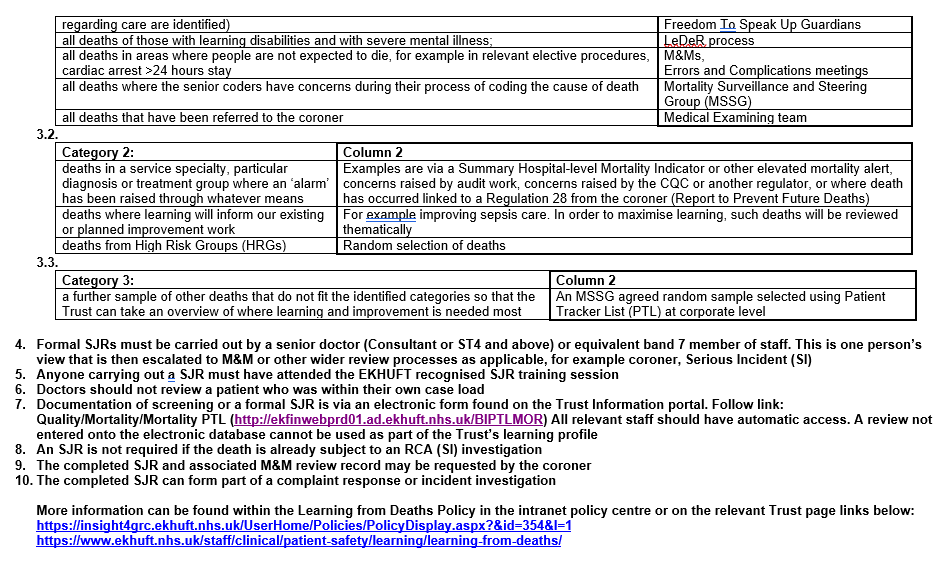 regarding care are identified) Freedom To Speak Up Guardians
all deaths of those with learning disabilities and with severe mental illness; LeDeR process
all deaths in areas where people are not expected to die, for example in relevant elective procedures, M&Ms,
cardiac arrest >24 hours stay Errors and Complications meetings
all deaths where the senior coders have concerns during their process of coding the cause of death Mortality Surveillance and Steering
Group (MSSG)
all deaths that have been referred to the coroner Medical Examining team
3.2.
Category 2: Column 2
deaths in a service specialty, particular Examples are via a Summary Hospital-level Mortality Indicator or other elevated mortality alert,
diagnosis or treatment group where an ‘alarm’ concerns raised by audit work, concerns raised by the CQC or another regulator, or where death
has been raised through whatever means has occurred linked to a Regulation 28 from the coroner (Report to Prevent Future Deaths)
deaths where learning will inform our existing For example improving sepsis care. In order to maximise learning, such deaths will be reviewed
or planned improvement work thematically
deaths from High Risk Groups (HRGs) Random selection of deaths
3.3.
Category 3: Column 2
a further sample of other deaths that do not fit the identified categories so that the An MSSG agreed random sample selected using Patient
Trust can take an overview of where learning and improvement is needed most Tracker List (PTL) at corporate level
4. Formal SJRs must be carried out by a senior doctor (Consultant or ST4 and above) or equivalent band 7 member of staff. This is one person’s
view that is then escalated to M&M or other wider review processes as applicable, for example coroner, Serious Incident (SI)
5. Anyone carrying out a SJR must have attended the EKHUFT recognised SJR training session
6. Doctors should not review a patient who was within their own case load
7. Documentation of screening or a formal SJR is via an electronic form found on the Trust Information portal. Follow link:
Quality/Mortality/Mortality PTL (http://ekfinwebprd01.ad.ekhuft.nhs.uk/BIPTLMOR) All relevant staff should have automatic access. A review not
entered onto the electronic database cannot be used as part of the Trust’s learning profile
8. An SJR is not required if the death is already subject to an RCA (SI) investigation
9. The completed SJR and associated M&M review record may be requested by the coroner
10. The completed SJR can form part of a complaint response or incident investigation
More information can be found within the Learning from Deaths Policy in the intranet policy centre or on the relevant Trust page links below:
https://insight4grc.ekhuft.nhs.uk/UserHome/Policies/PolicyDisplay.aspx?&id=354&l=1
https://www.ekhuft.nhs.uk/staff/clinical/patient-safety/learning/learning-from-deaths/